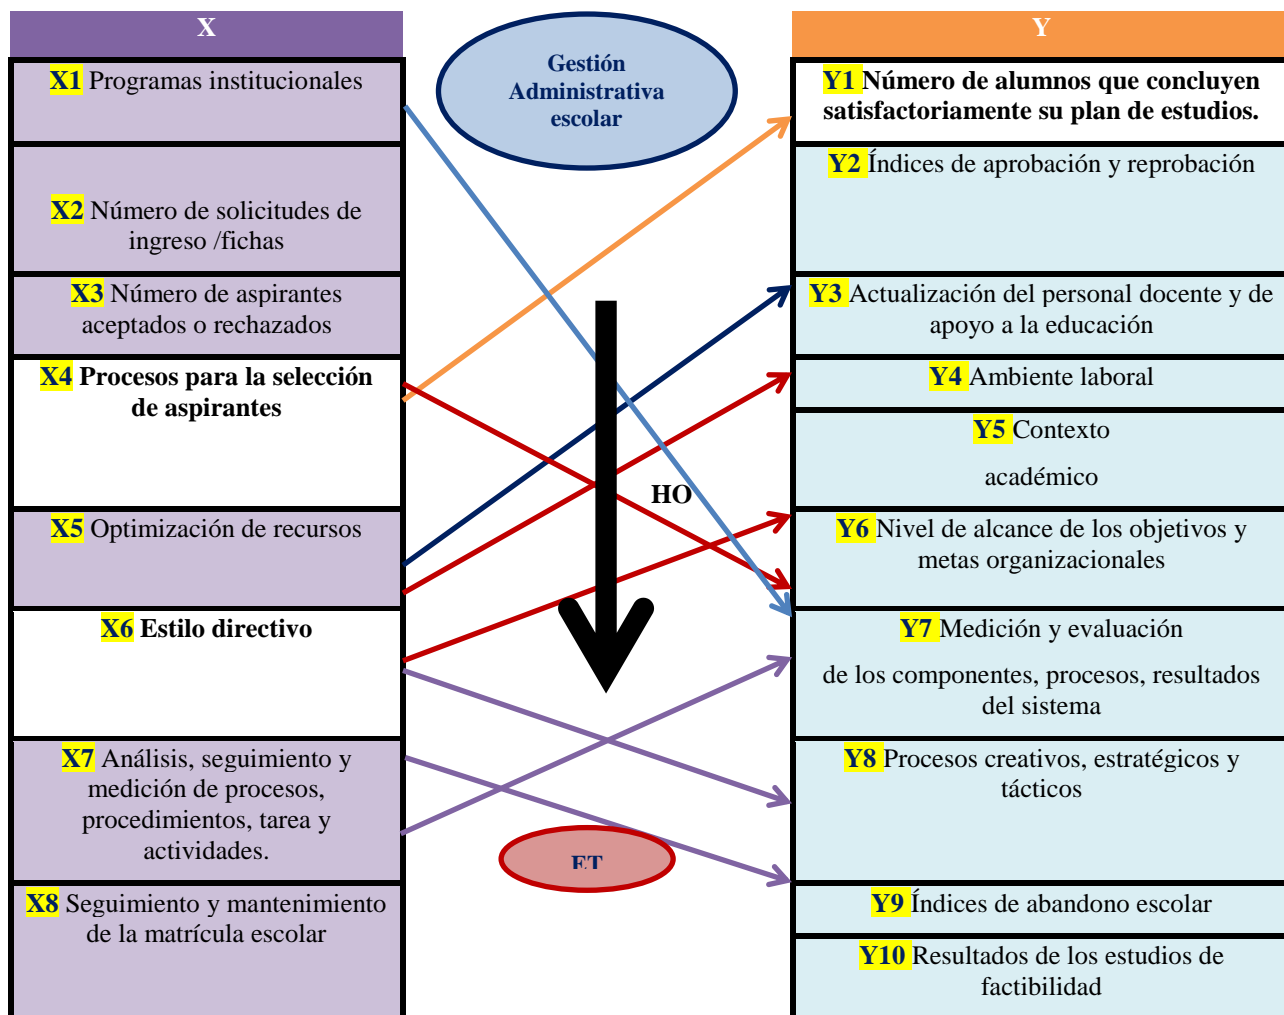 X
X1 Programas institucionales
X2 Número de solicitudes de
ingreso /fichas
X3 Número de aspirantes
aceptados o rechazados
X4 Procesos para la selección
de aspirantes
X5 Optimización de recursos
X6 Estilo directivo
X7 Análisis, seguimiento y
medición de procesos,
procedimientos, tarea y
actividades.
X8 Seguimiento y mantenimiento
de la matrícula escolar
Gestión
Administrativa
escolar
HO
ET
Y
Y1 Número de alumnos que concluyen
satisfactoriamente su plan de estudios.
Y2 Índices de aprobación y reprobación
Y3 Actualización del personal docente y de
apoyo a la educación
Y4 Ambiente laboral
Y5 Contexto
académico
Y6 Nivel de alcance de los objetivos y
metas organizacionales
Y7 Medición y evaluación
de los componentes, procesos, resultados
del sistema
Y8 Procesos creativos, estratégicos y
tácticos
Y9 Índices de abandono escolar
Y10 Resultados de los estudios de
factibilidad